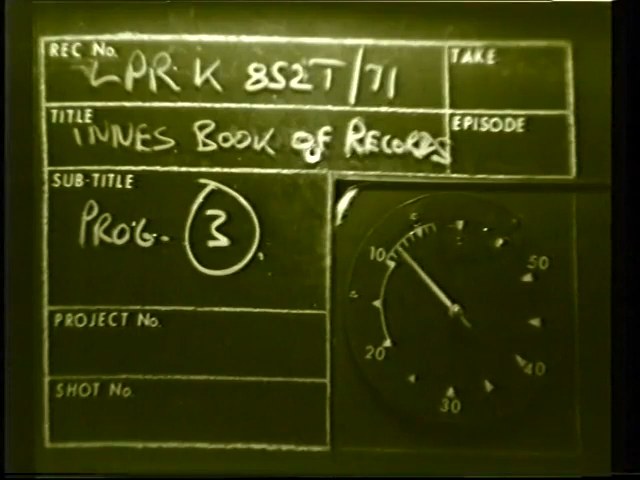 REC No. LPR K 852T/71
TAKE
TITLE INNES BOOK OF RECORDS
EPISODE
SUB-TITLE
PROG. 3
PROJECT No.
SHOT No.
5
10
20
30
40
50